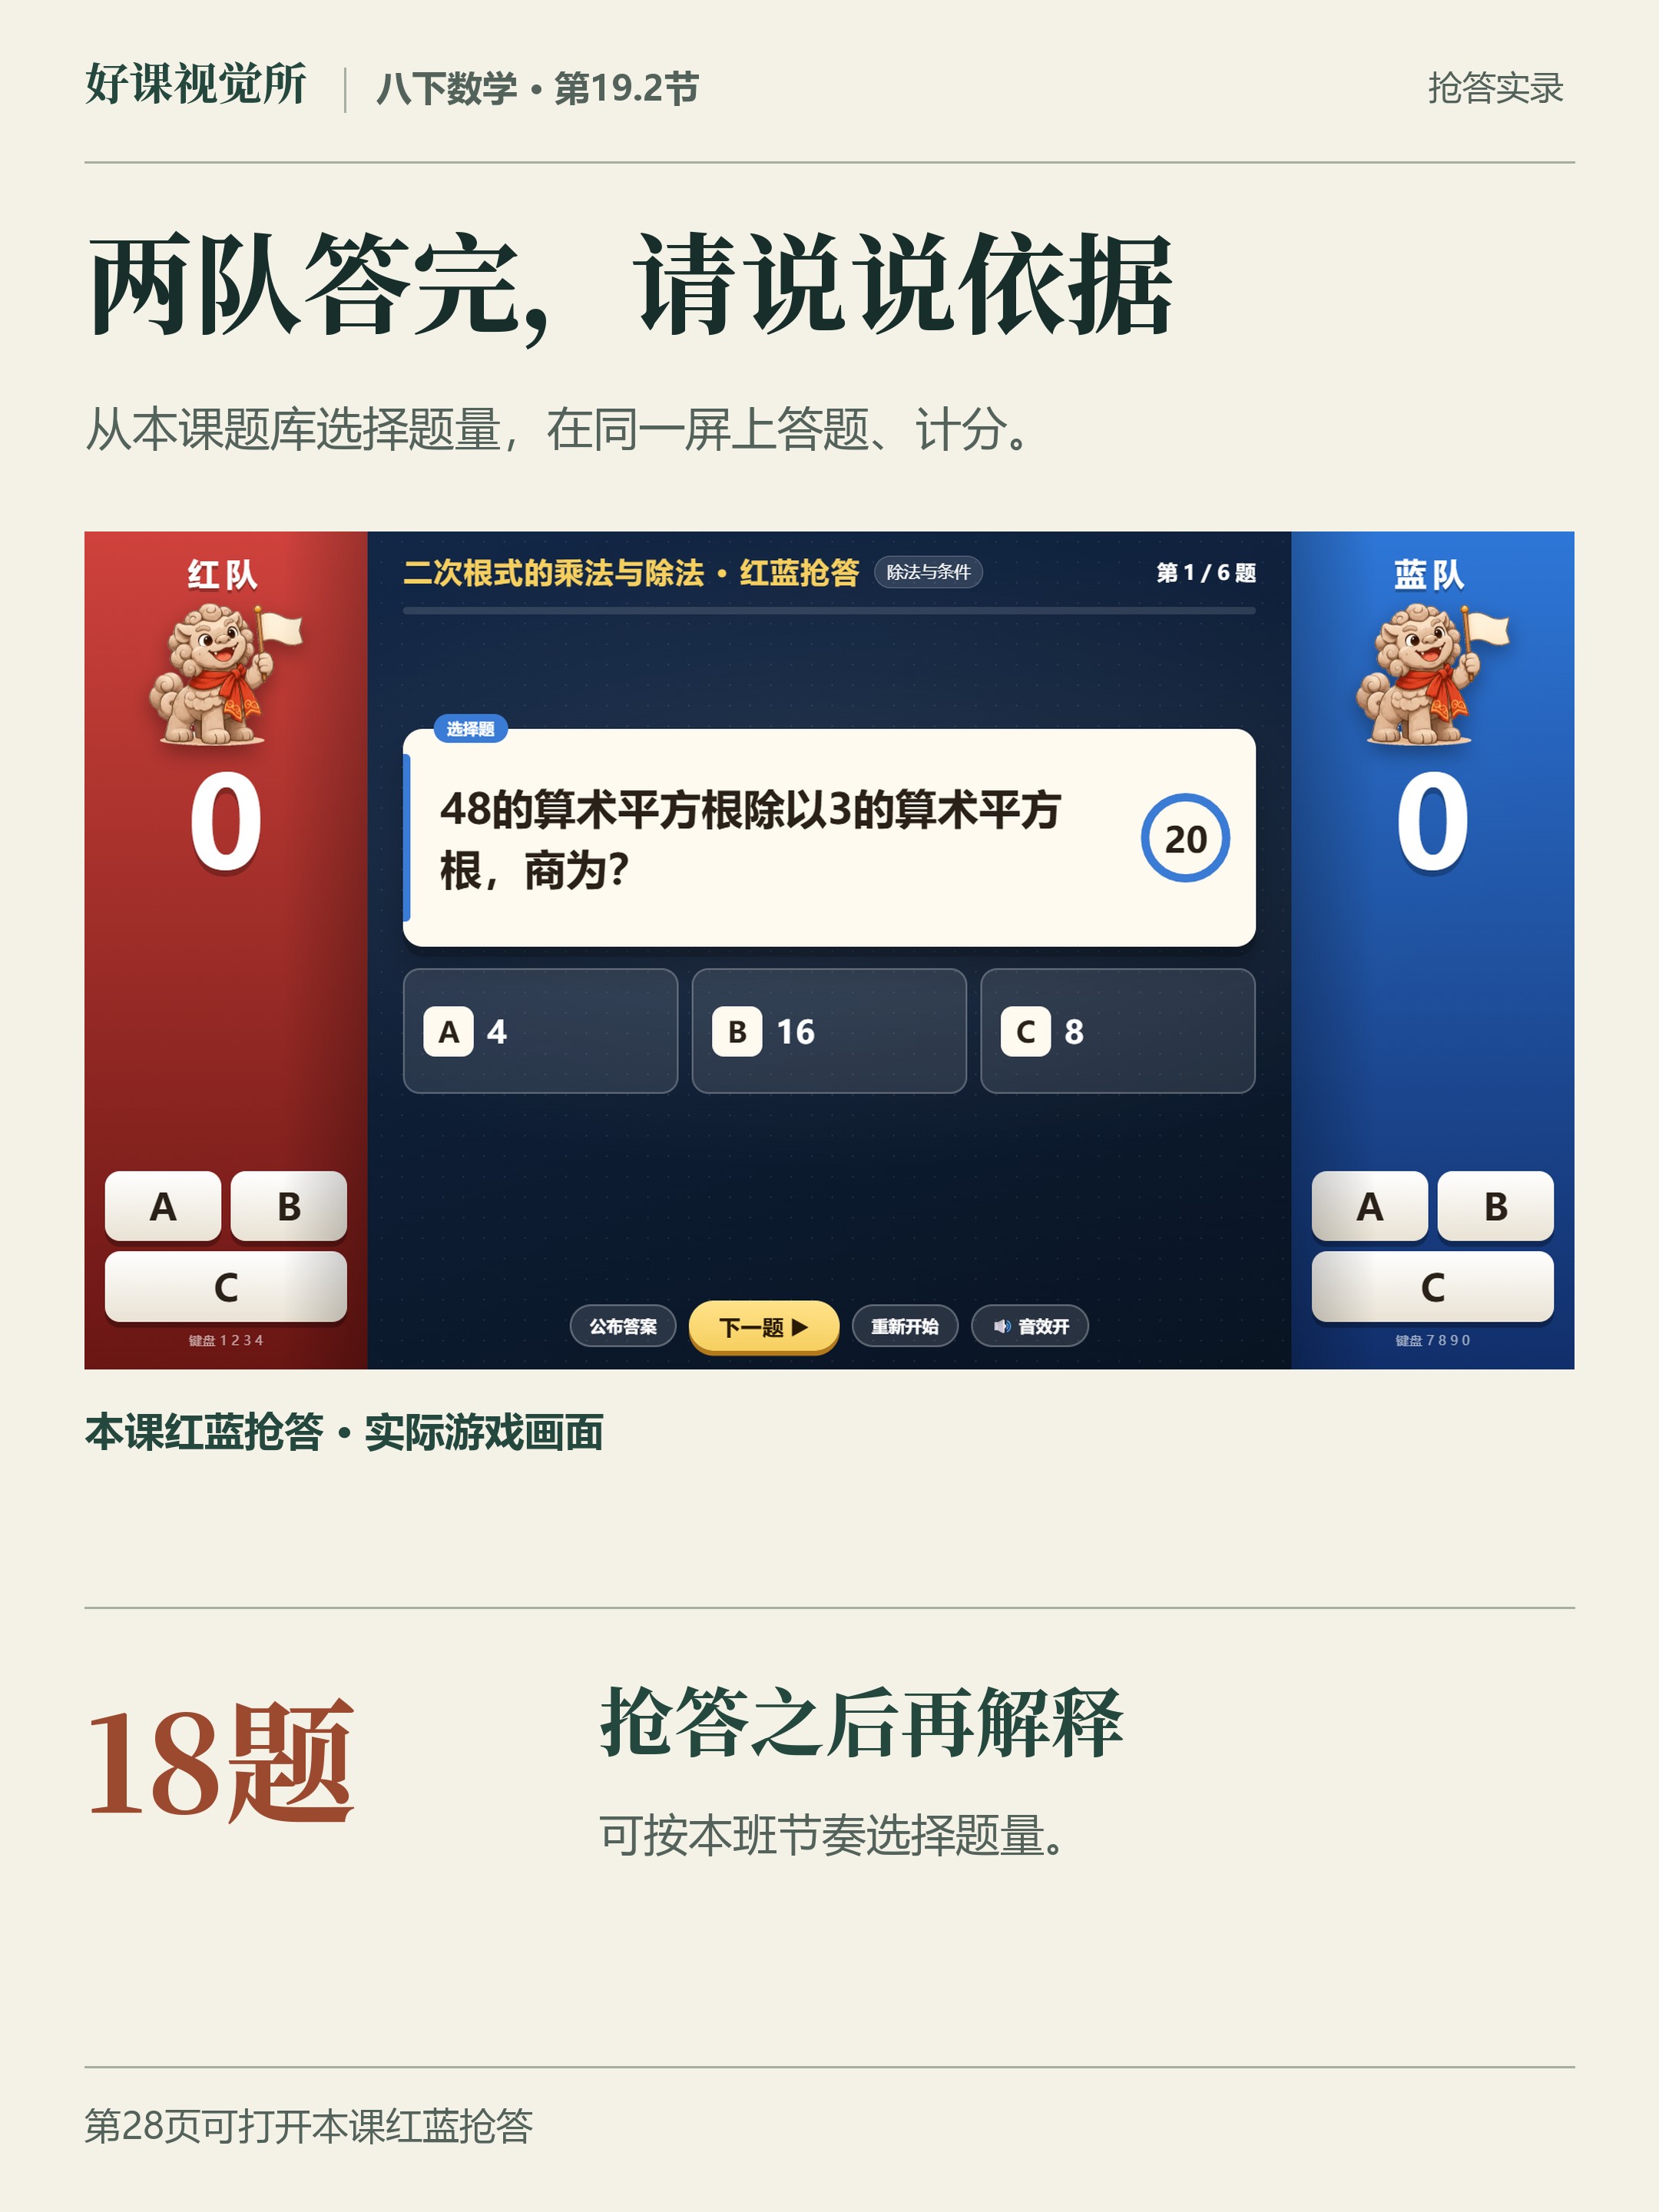 好课视觉所 八下数学·第19.2节 抢答实录
两队答完，请说说依据
从本课题库选择题量，在同一屏上答题、计分。
红队
0
A B
C
键盘 1 2 3 4
二次根式的乘法与除法·红蓝抢答 除法与条件 第 1 / 6 题
选择题
48的算术平方根除以3的算术平方
根，商为？
20
A 4 B 16 C 8
公布答案 下一题 ▶ 重新开始 音效开
蓝队
0
A B
C
键盘 7 8 9 0
本课红蓝抢答·实际游戏画面
18题
抢答之后再解释
可按本班节奏选择题量。
第28页可打开本课红蓝抢答